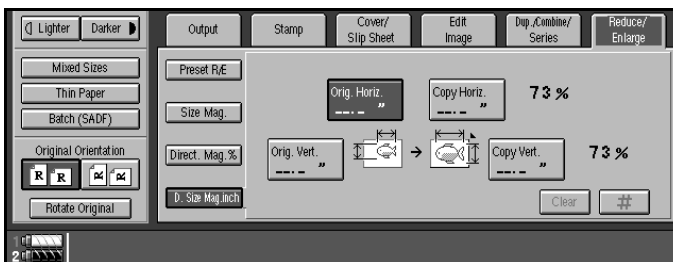 Lighter
Darker
Output
Stamp
Cover/
Slip Sheet
Edit
Image
Dup.,Combine/
Series
Reduce/
Enlarge
Mixed Sizes
Thin Paper
Batch (SADF)
Original Orientation
R R R R
Rotate Original
Preset R/E
Size Mag.
Direct. Mag.%
D. Size Mag.inch
Orig. Horiz.
--.- "
Copy Horiz.
--.- "
73 %
Orig. Vert.
--.- "
Copy Vert.
--.- "
73 %
Clear
#
1
2